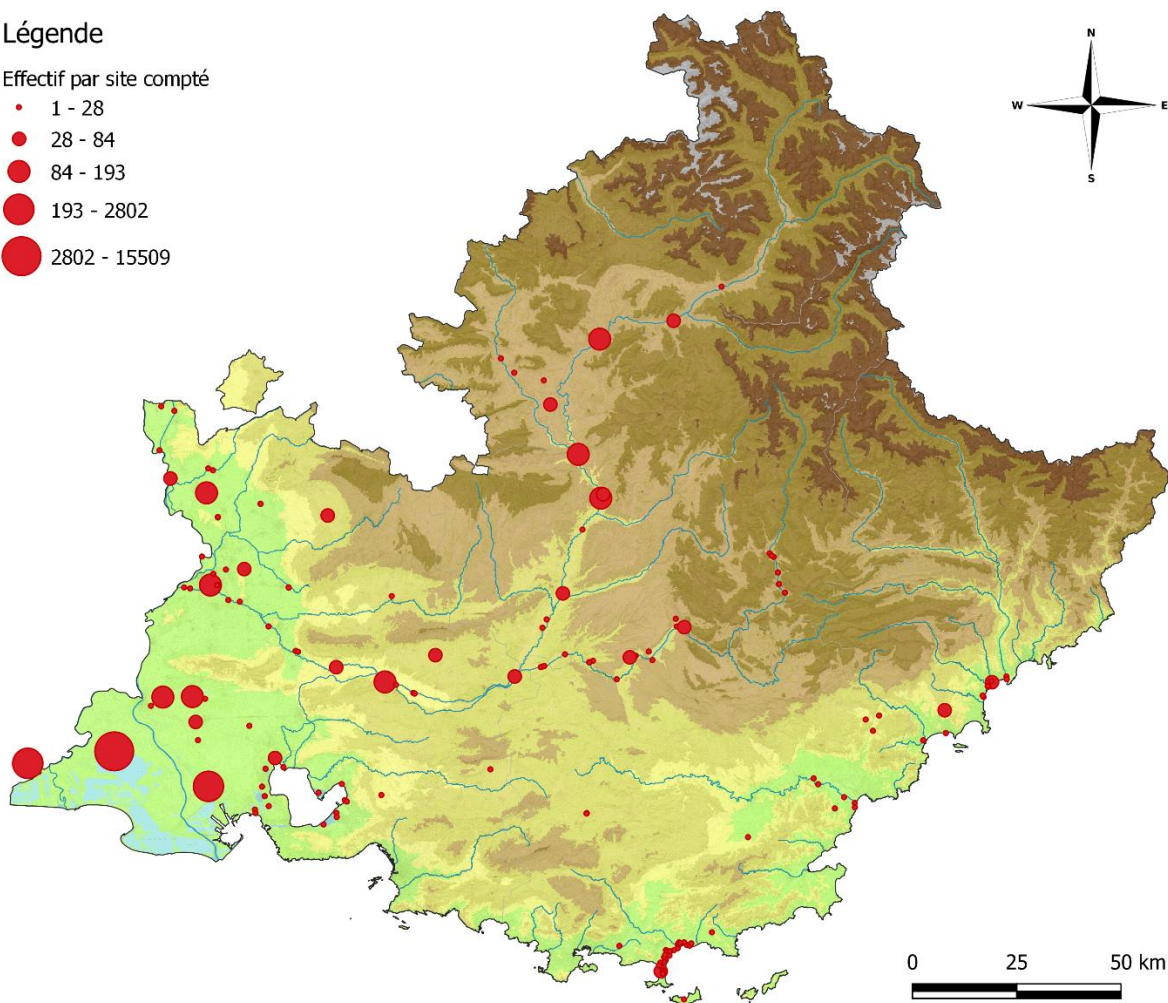 Légende
Effectif par site compté
1 - 28
28 - 84
84 - 193
193 - 2802
2802 - 15509
N
W
E
S
0 25 50 km